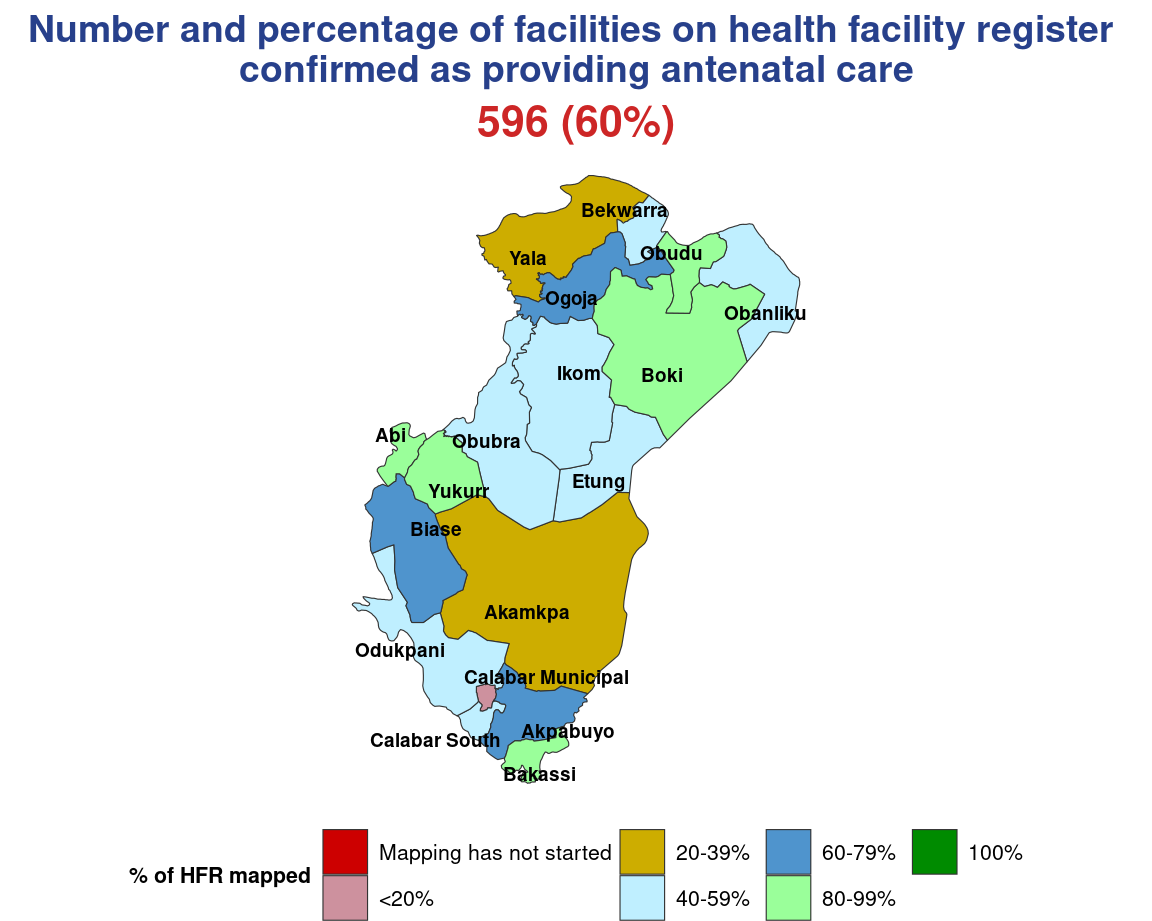 Number and percentage of facilities on health facility register
confirmed as providing antenatal care
596 (60%)
Bekwarra
Yala
Obudu
Ogoja
Obanliku
Ikom
Boki
Abi
Obubra
Etung
Yukurr
Biase
Akamkpa
Odukpani
Calabar Municipal
Akpabuyo
Calabar South
Bakassi
% of HFR mapped
Mapping has not started
<20%
20-39%
40-59%
60-79%
80-99%
100%